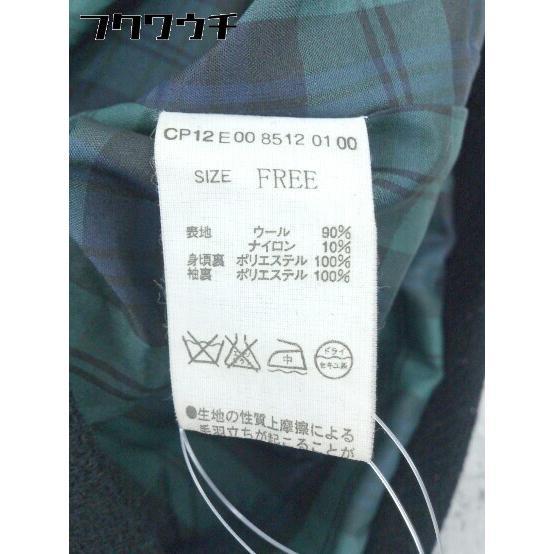 フクワウチ
CP12 E 00 8512 01 00
SIZE FREE
表地 ウール 90%
ナイロン 10%
身頃裏 ポリエステル 100%
袖裏 ポリエステル 100%
中
ドライ
セキユ系
●生地の性質上摩擦による
毛羽立ちが起こることが